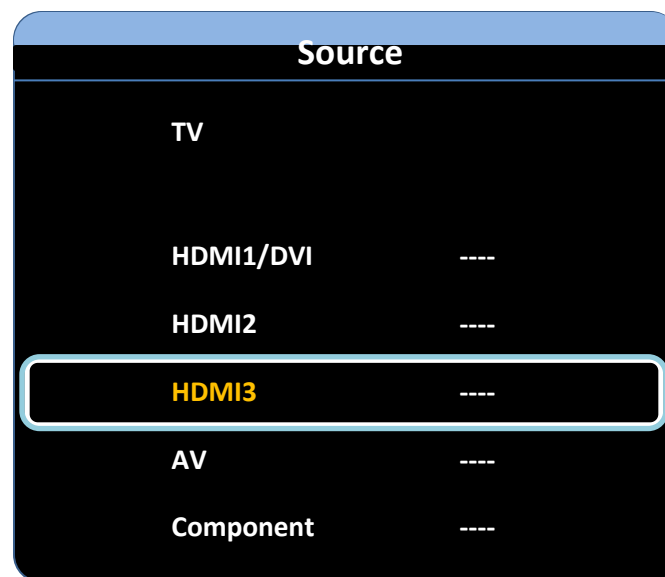 Source
TV
HDMI1/DVI ----
HDMI2 ----
HDMI3 ----
AV ----
Component ----